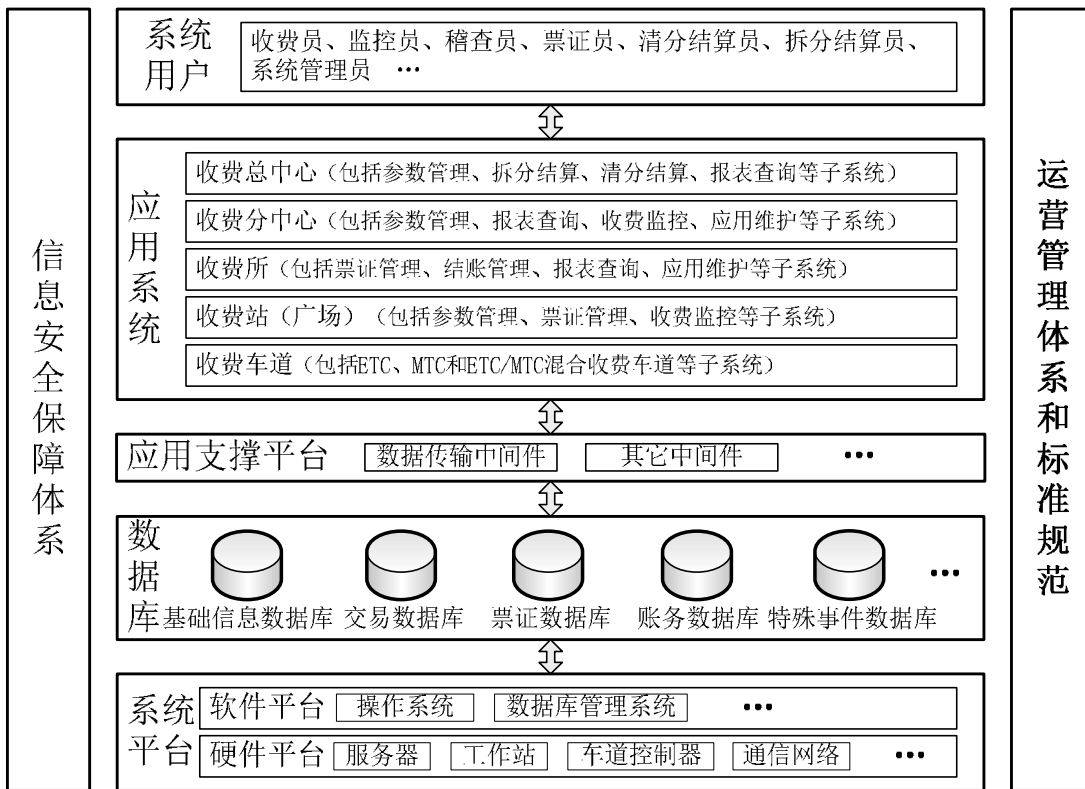 信息安全保障体系
系统
用户
收费员、监控员、稽查员、票证员、清分结算员、拆分结算员、
系统管理员 …
应用系统
收费总中心（包括参数管理、拆分结算、清分结算、报表查询等子系统）
收费分中心（包括参数管理、报表查询、收费监控、应用维护等子系统）
收费所（包括票证管理、结账管理、报表查询、应用维护等子系统）
收费站（广场）（包括参数管理、票证管理、收费监控等子系统）
收费车道（包括ETC、MTC和ETC/MTC混合收费车道等子系统）
应用支撑平台 数据传输中间件 其它中间件 …
数据库
…
基础信息数据库 交易数据库 票证数据库 账务数据库 特殊事件数据库
系统
平台
软件平台 操作系统 数据库管理系统 …
硬件平台 服务器 工作站 车道控制器 通信网络 …
运营管理体系和标准规范